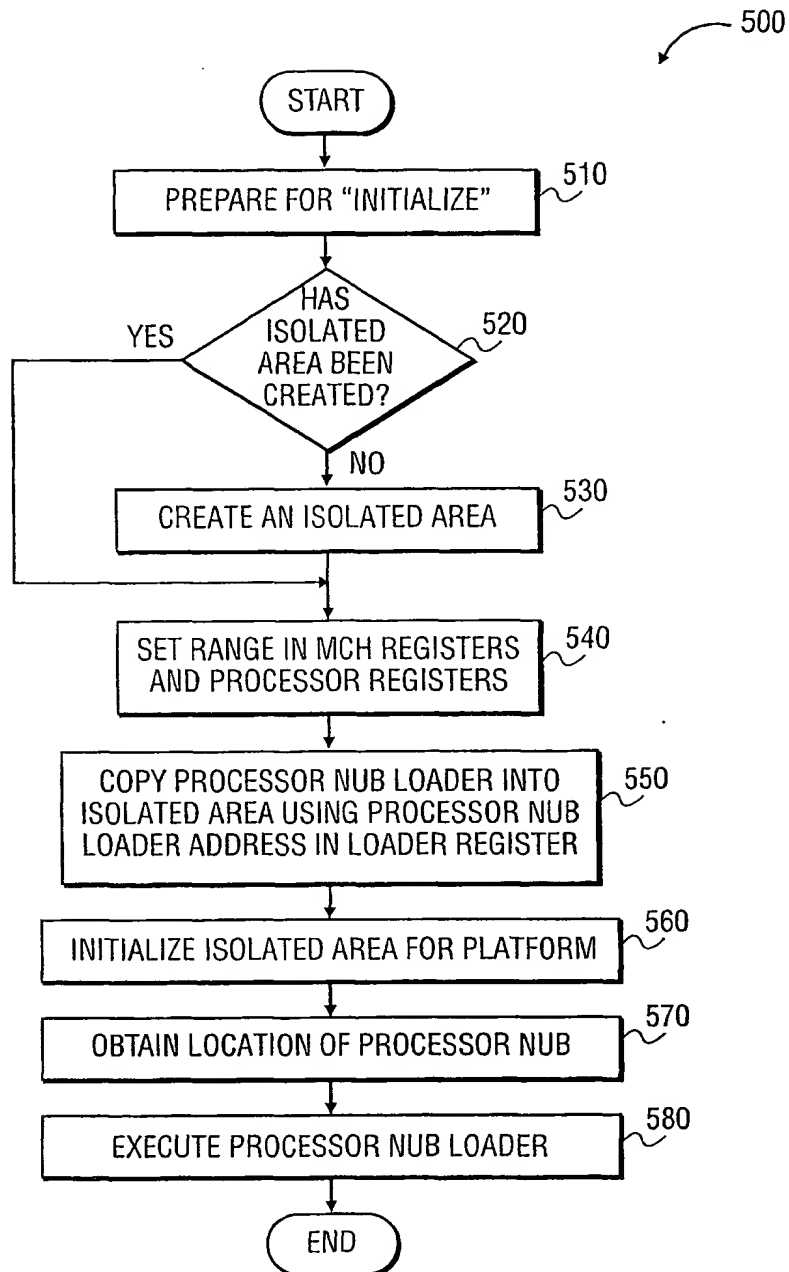 500
START
PREPARE FOR “INITIALIZE”
510
HAS
ISOLATED
AREA BEEN
CREATED?
520
YES
NO
CREATE AN ISOLATED AREA
530
SET RANGE IN MCH REGISTERS
AND PROCESSOR REGISTERS
540
COPY PROCESSOR NUB LOADER INTO
ISOLATED AREA USING PROCESSOR NUB
LOADER ADDRESS IN LOADER REGISTER
550
INITIALIZE ISOLATED AREA FOR PLATFORM
560
OBTAIN LOCATION OF PROCESSOR NUB
570
EXECUTE PROCESSOR NUB LOADER
580
END